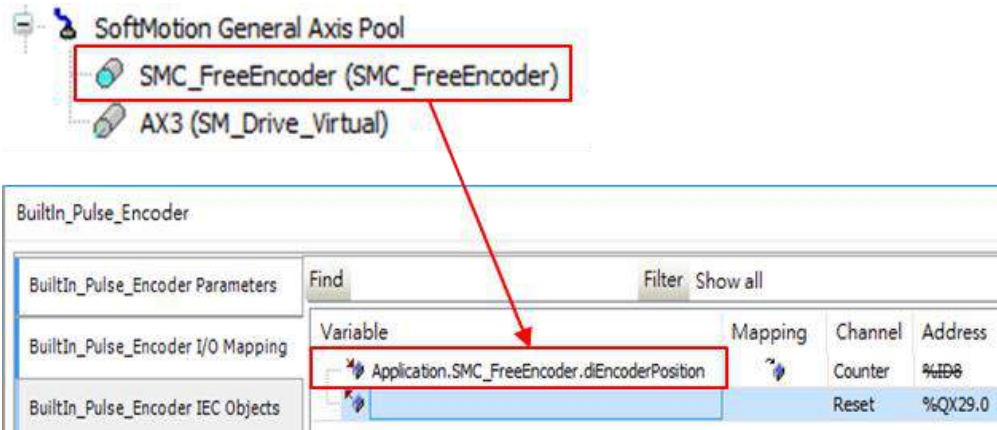 SoftMotion General Axis Pool
SMC_FreeEncoder (SMC_FreeEncoder)
AX3 (SM_Drive_Virtual)
BuiltIn_Pulse_Encoder
BuiltIn_Pulse_Encoder Parameters
Find Filter Show all
BuiltIn_Pulse_Encoder I/O Mapping
Variable Mapping Channel Address
Application.SMC_FreeEncoder.diEncoderPosition Counter %ID8
BuiltIn_Pulse_Encoder IEC Objects
Reset %QX29.0